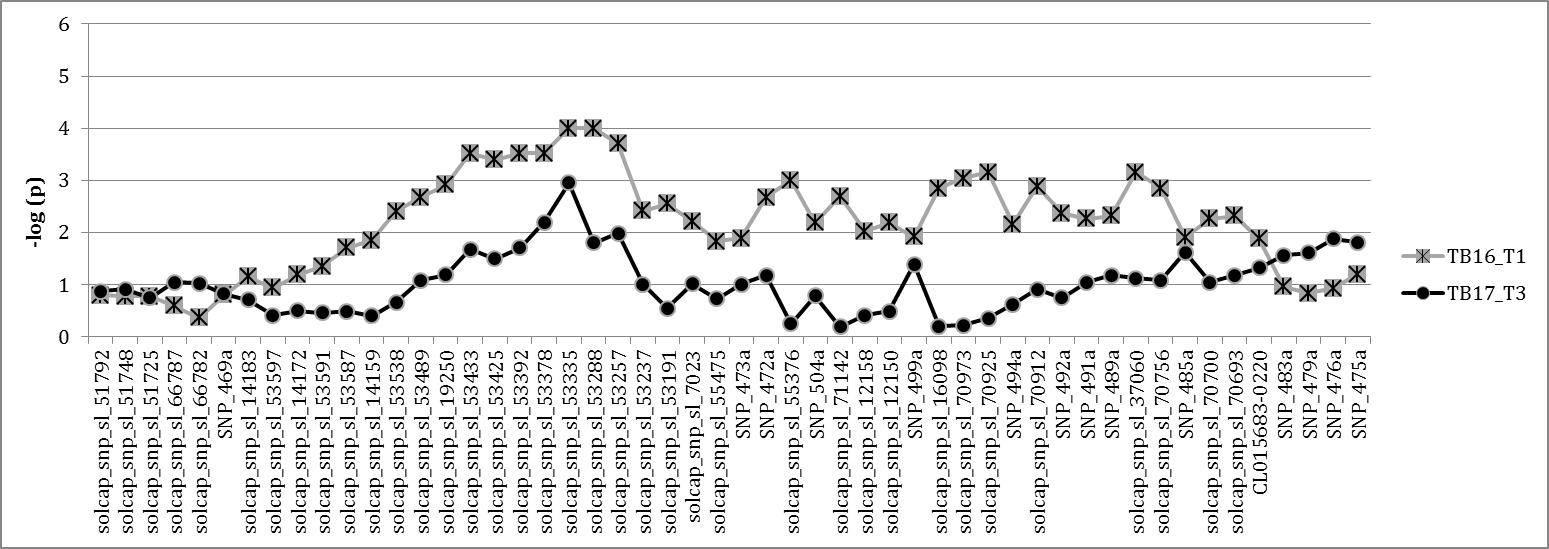 6
5
4
3
2
1
0
-log (p)
solcap_snp_sl_51792
solcap_snp_sl_51748
solcap_snp_sl_51725
solcap_snp_sl_66787
solcap_snp_sl_66782
SNP_469a
solcap_snp_sl_14183
solcap_snp_sl_53597
solcap_snp_sl_14172
solcap_snp_sl_53591
solcap_snp_sl_53587
solcap_snp_sl_14159
solcap_snp_sl_53538
solcap_snp_sl_53489
solcap_snp_sl_19250
solcap_snp_sl_53433
solcap_snp_sl_53425
solcap_snp_sl_53392
solcap_snp_sl_53378
solcap_snp_sl_53335
solcap_snp_sl_53288
solcap_snp_sl_53257
solcap_snp_sl_53237
solcap_snp_sl_53191
solcap_snp_sl_7023
solcap_snp_sl_55475
SNP_473a
SNP_472a
solcap_snp_sl_55376
SNP_504a
solcap_snp_sl_71142
solcap_snp_sl_12158
solcap_snp_sl_12150
SNP_499a
solcap_snp_sl_16098
solcap_snp_sl_70973
solcap_snp_sl_70925
SNP_494a
solcap_snp_sl_70912
SNP_492a
SNP_491a
SNP_489a
solcap_snp_sl_37060
solcap_snp_sl_70756
SNP_485a
solcap_snp_sl_70700
solcap_snp_sl_70693
CL015683-0220
SNP_483a
SNP_479a
SNP_476a
SNP_475a
TB16_T1
TB17_T3